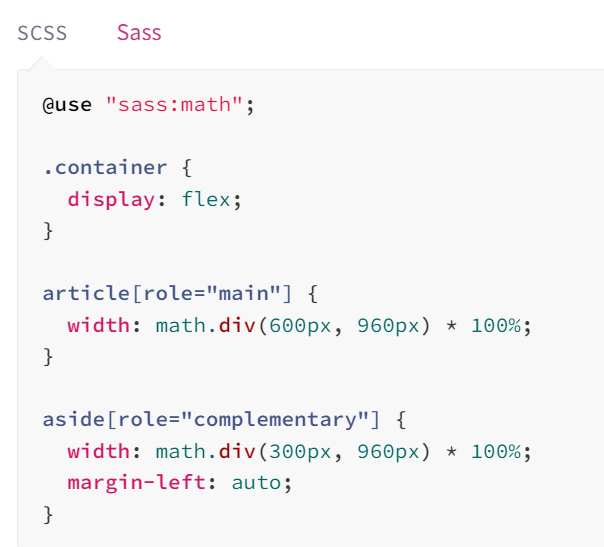 SCSS Sass
@use "sass:math";
.container {
  display: flex;
}
article[role="main"] {
  width: math.div(600px, 960px) * 100%;
}
aside[role="complementary"] {
  width: math.div(300px, 960px) * 100%;
  margin-left: auto;
}